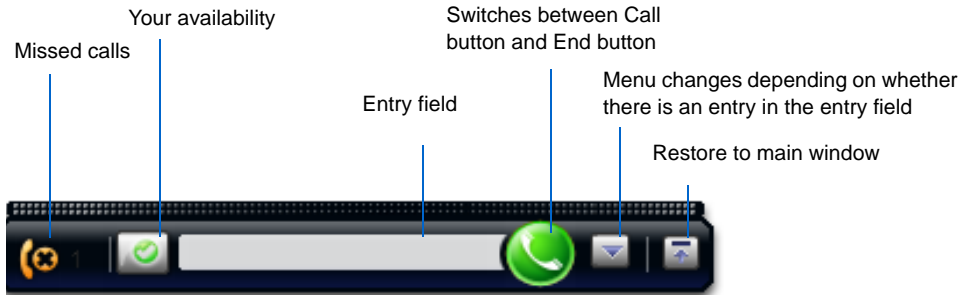 Your availability
Switches between Call
button and End button
Missed calls
Menu changes depending on whether
there is an entry in the entry field
Entry field
Restore to main window
1